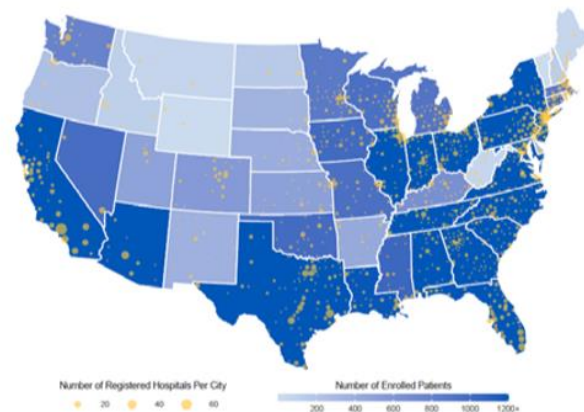 Number of Registered Hospitals Per City
20 40 60
Number of Enrolled Patients
200 400 600 800 1000 1200+